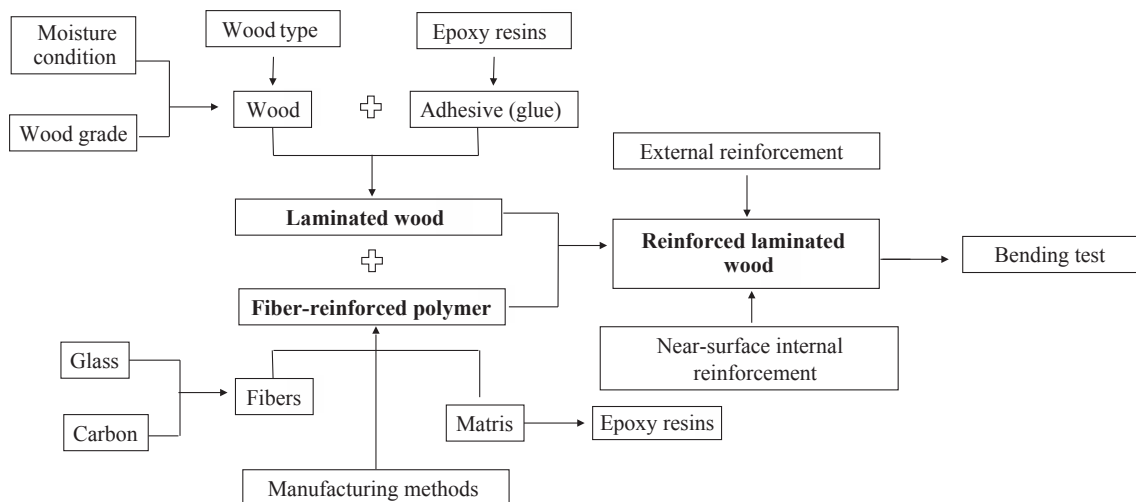 Wood type
Epoxy resins
Moisture
condition
Wood
Adhesive (glue)
Wood grade
External reinforcement
Laminated wood
Reinforced laminated
wood
Bending test
Fiber-reinforced polymer
Near-surface internal
reinforcement
Glass
Fibers
Carbon
Matris
Epoxy resins
Manufacturing methods